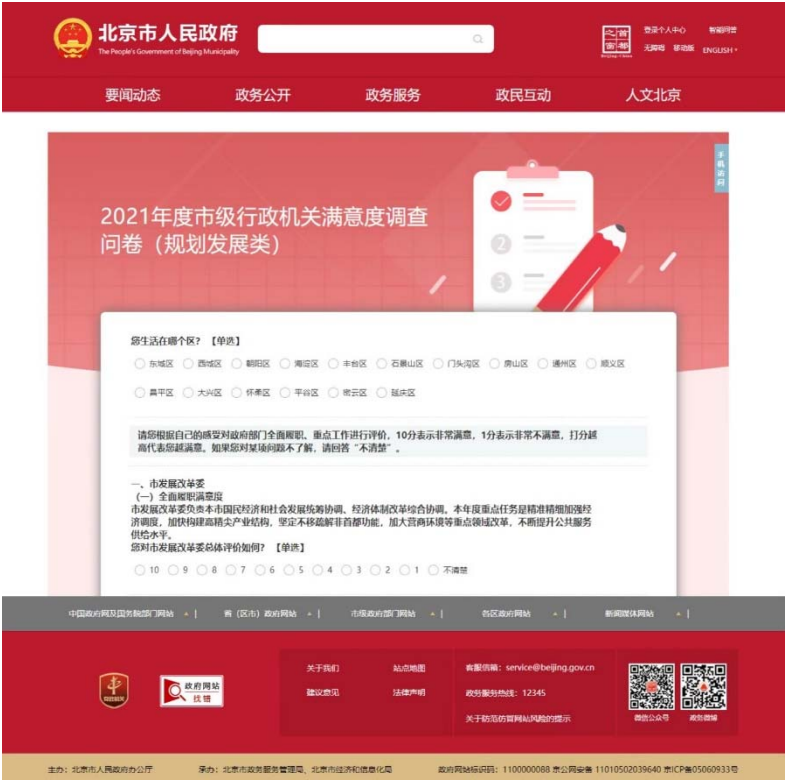 北京市人民政府
The People's Government of Beijing Municipality
首都之窗
登录个人中心 智能问答
无障碍 移动版 ENGLISH
要闻动态 政务公开 政务服务 政民互动 人文北京
手机访问
2021年度市级行政机关满意度调查
问卷（规划发展类）
2
3
您生活在哪个区？【单选】
东城区 西城区 朝阳区 海淀区 丰台区 石景山区 门头沟区 房山区 通州区 顺义区
昌平区 大兴区 怀柔区 平谷区 密云区 延庆区
请您根据自己的感受对政府部门全面履职、重点工作进行评价，10分表示非常满意，1分表示非常不满意，打分越
高代表您越满意。如果您对某项问题不了解，请回答“不清楚”。
一、市发展改革委
（一）全面履职满意度
市发展改革委负责本市国民经济和社会发展统筹协调、经济体制改革综合协调。本年度重点任务是精准精细加强经
济调度，加快构建高精尖产业结构，坚定不移疏解非首都功能，加大营商环境等重点领域改革，不断提升公共服务
供给水平。
您对市发展改革委总体评价如何？【单选】
10 9 8 7 6 5 4 3 2 1 不清楚
中国政府网及国务院部门网站 | 省（区市）政府网站 | 市级政府部门网站 | 各区政府网站 | 新闻媒体网站 |
政府网站
找错
关于我们 站点地图 客服信箱：service@beijing.gov.cn
建议意见 法律声明 政务服务热线：12345
关于防范仿冒网站风险的提示
微信公众号 政务微博
主办：北京市人民政府办公厅 承办：北京市政务服务管理局、北京市经济和信息化局 政府网站标识码：1100000088 京公网安备 11010502039640 京ICP备05060933号